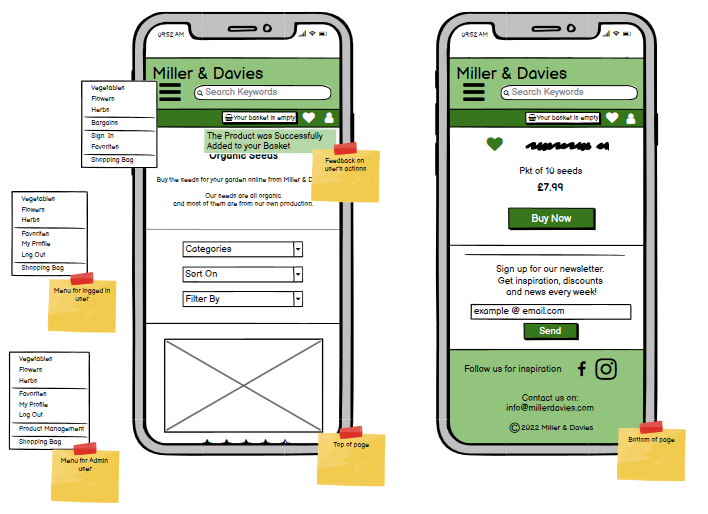 09:52 AM
Miller & Davies
Search Keywords
Your basket is empty
The Product was Successfully
Added to your Basket
Organic Seeds
Buy the seeds for your garden online from Miller & D
Our seeds are all organic
and most of them are from our own production.
Categories
Sort On
Filter By
Vegetables
Flowers
Herbs
Bargains
Sign In
Favorites
Shopping Bag
Feedback on
user's actions
Vegetables
Flowers
Herbs
Favorites
My Profile
Log Out
Shopping Bag
Menu for logged in
user
Vegetables
Flowers
Herbs
Favorites
My Profile
Log Out
Product Management
Shopping Bag
Menu for Admin
user
Top of page
09:52 AM
Miller & Davies
Search Keywords
Your basket is empty
Pkt of 10 seeds
£7.99
Buy Now
Sign up for our newsletter.
Get inspiration, discounts
and news every week!
example @ email.com
Send
Follow us for inspiration
Contact us on:
info@millerdavies.com
©2022 Miller & Davies
Bottom of page